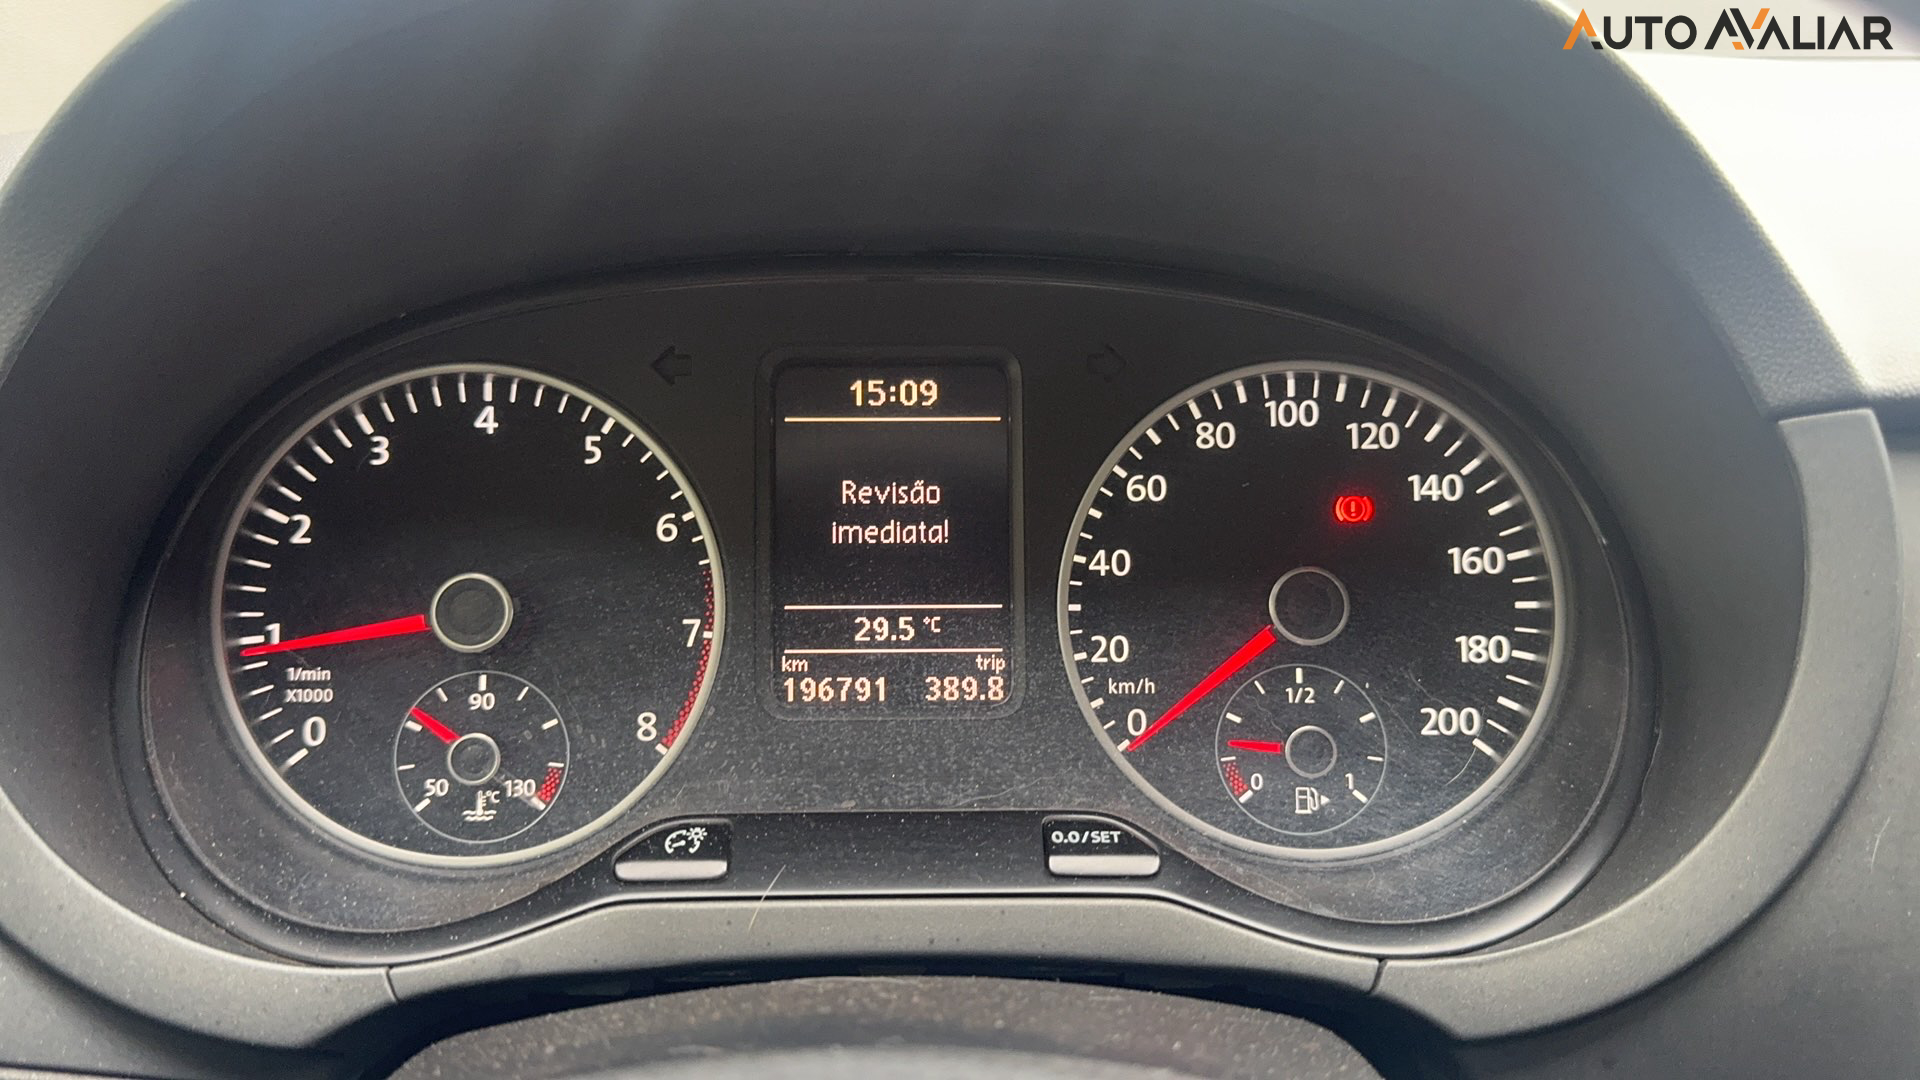 AUTO AVALIAR
15:09
Revisão
imediata!
29.5 °C
km trip
196791 389.8
0 1 2 3 4 5 6 7 8
1/min
X1000
50 90 130
°C
0 20 40 60 80 100 120 140 160 180 200
km/h
0 1/2 1
0.0/SET